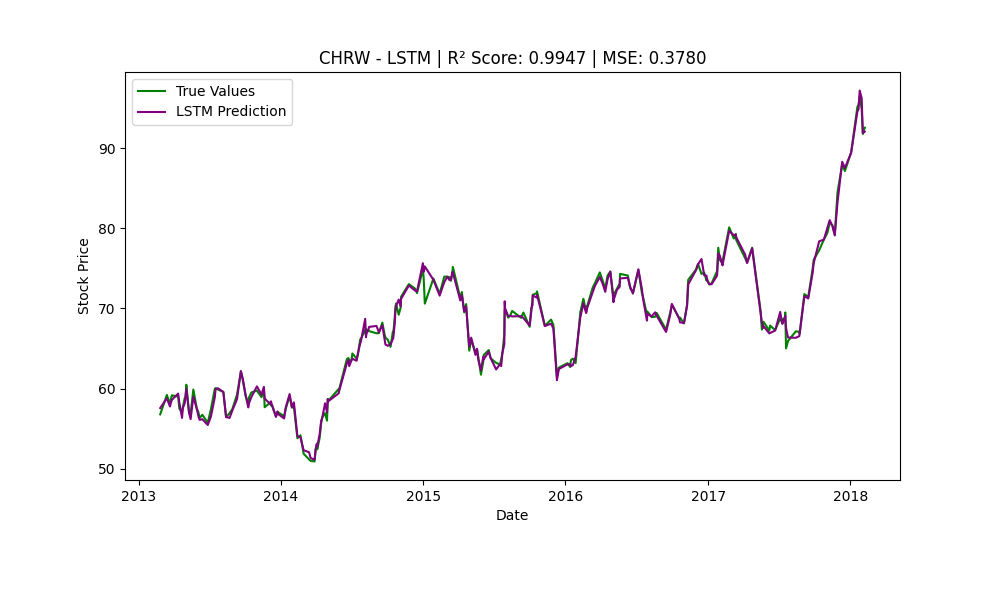 CHRW - LSTM | R² Score: 0.9947 | MSE: 0.3780
True Values
LSTM Prediction
Stock Price
90
80
70
60
50
2013 2014 2015 2016 2017 2018
Date